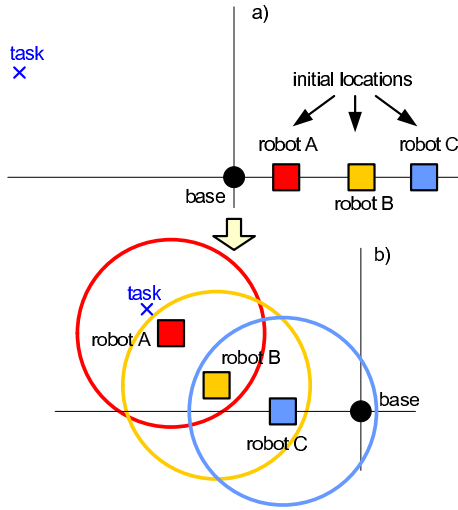 a)
task
initial locations
robot A
robot C
base
robot B
b)
task
robot A
robot B
base
robot C